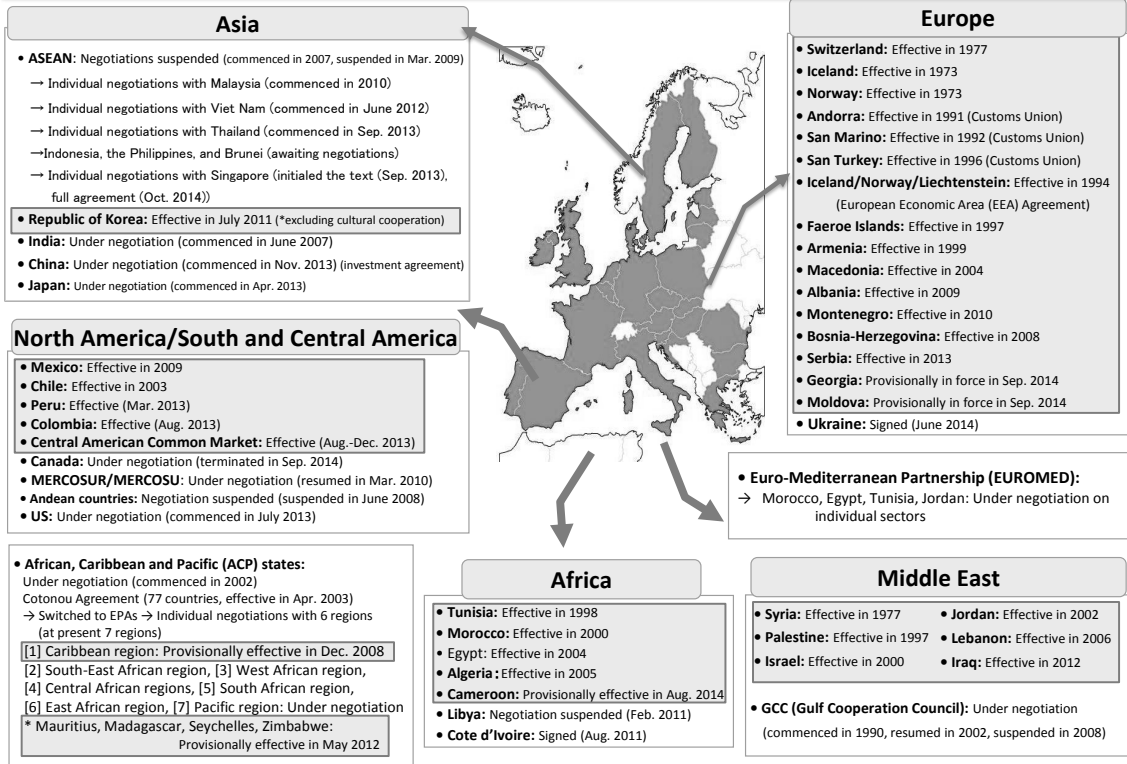 Asia
• ASEAN: Negotiations suspended (commenced in 2007, suspended in Mar. 2009)
→ Individual negotiations with Malaysia (commenced in 2010)
→ Individual negotiations with Viet Nam (commenced in June 2012)
→ Individual negotiations with Thailand (commenced in Sep. 2013)
→Indonesia, the Philippines, and Brunei (awaiting negotiations)
→ Individual negotiations with Singapore (initialed the text (Sep. 2013),
full agreement (Oct. 2014))
• Republic of Korea: Effective in July 2011 (*excluding cultural cooperation)
• India: Under negotiation (commenced in June 2007)
• China: Under negotiation (commenced in Nov. 2013) (investment agreement)
• Japan: Under negotiation (commenced in Apr. 2013)
Europe
• Switzerland: Effective in 1977
• Iceland: Effective in 1973
• Norway: Effective in 1973
• Andorra: Effective in 1991 (Customs Union)
• San Marino: Effective in 1992 (Customs Union)
• San Turkey: Effective in 1996 (Customs Union)
• Iceland/Norway/Liechtenstein: Effective in 1994
(European Economic Area (EEA) Agreement)
• Faeroe Islands: Effective in 1997
• Armenia: Effective in 1999
• Macedonia: Effective in 2004
• Albania: Effective in 2009
• Montenegro: Effective in 2010
• Bosnia-Herzegovina: Effective in 2008
• Serbia: Effective in 2013
• Georgia: Provisionally in force in Sep. 2014
• Moldova: Provisionally in force in Sep. 2014
• Ukraine: Signed (June 2014)
North America/South and Central America
• Mexico: Effective in 2009
• Chile: Effective in 2003
• Peru: Effective (Mar. 2013)
• Colombia: Effective (Aug. 2013)
• Central American Common Market: Effective (Aug.-Dec. 2013)
• Canada: Under negotiation (terminated in Sep. 2014)
• MERCOSUR/MERCOSU: Under negotiation (resumed in Mar. 2010)
• Andean countries: Negotiation suspended (suspended in June 2008)
• US: Under negotiation (commenced in July 2013)
• Euro-Mediterranean Partnership (EUROMED):
→ Morocco, Egypt, Tunisia, Jordan: Under negotiation on
individual sectors
• African, Caribbean and Pacific (ACP) states:
Under negotiation (commenced in 2002)
Cotonou Agreement (77 countries, effective in Apr. 2003)
→ Switched to EPAs → Individual negotiations with 6 regions
(at present 7 regions)
[1] Caribbean region: Provisionally effective in Dec. 2008
[2] South-East African region, [3] West African region,
[4] Central African regions, [5] South African region,
[6] East African region, [7] Pacific region: Under negotiation
* Mauritius, Madagascar, Seychelles, Zimbabwe:
Provisionally effective in May 2012
Africa
• Tunisia: Effective in 1998
• Morocco: Effective in 2000
• Egypt: Effective in 2004
• Algeria: Effective in 2005
• Cameroon: Provisionally effective in Aug. 2014
• Libya: Negotiation suspended (Feb. 2011)
• Cote d’Ivoire: Signed (Aug. 2011)
Middle East
• Syria: Effective in 1977 • Jordan: Effective in 2002
• Palestine: Effective in 1997 • Lebanon: Effective in 2006
• Israel: Effective in 2000 • Iraq: Effective in 2012
• GCC (Gulf Cooperation Council): Under negotiation
(commenced in 1990, resumed in 2002, suspended in 2008)